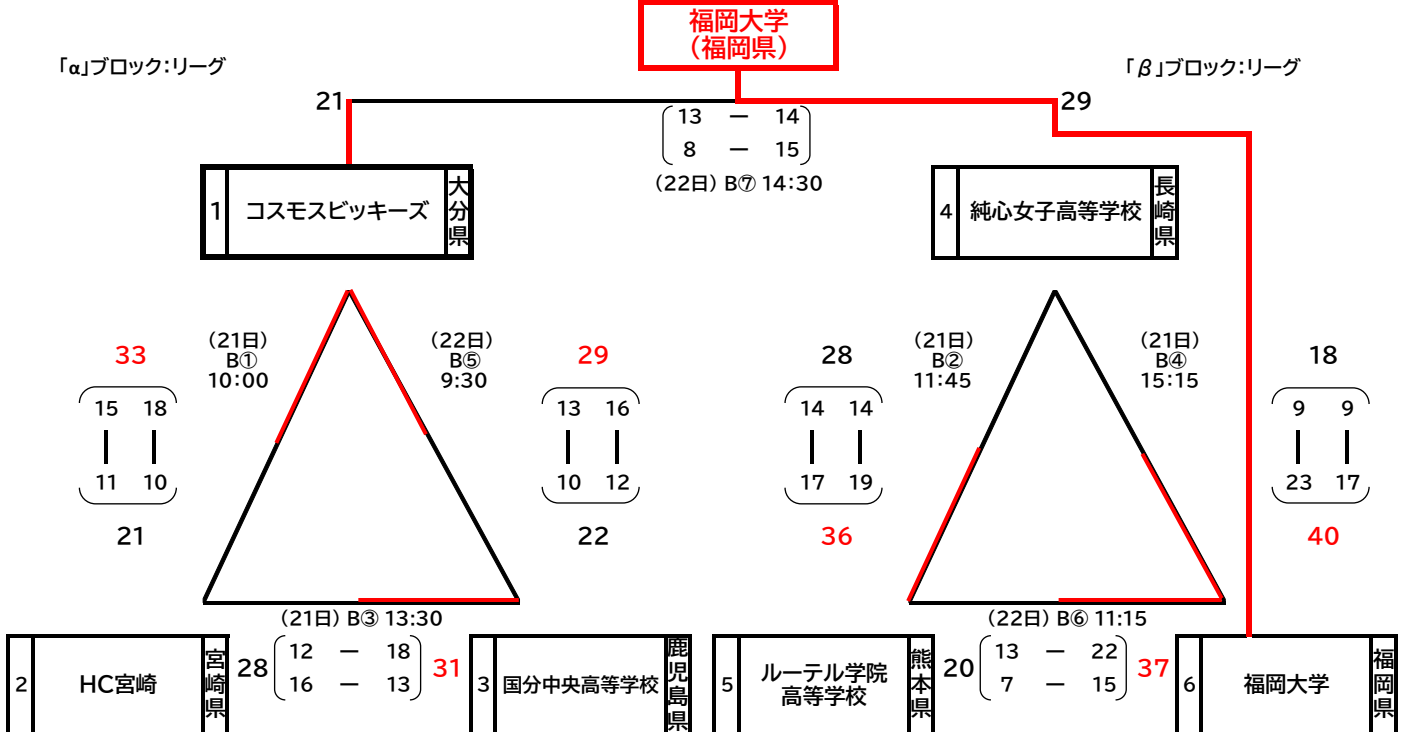 福岡大学
(福岡県)
「α」ブロック：リーグ
「β」ブロック：リーグ
21
29
13 ー 14
8 ー 15
(22日) B⑦ 14:30
1
コスモスビッキーズ
大分県
4
純心女子高等学校
長崎県
33
15 18
11 10
21
(21日)
B①
10:00
(22日)
B⑤
9:30
29
13 16
10 12
22
28
14 14
17 19
36
(21日)
B②
11:45
(21日)
B④
15:15
18
9 9
23 17
40
(21日) B③ 13:30
28
12 ー 18
16 ー 13
31
(22日) B⑥ 11:15
20
13 ー 22
7 ー 15
37
2
HC宮崎
宮崎県
3
国分中央高等学校
鹿児島県
5
ルーテル学院
高等学校
熊本県
6
福岡大学
福岡県